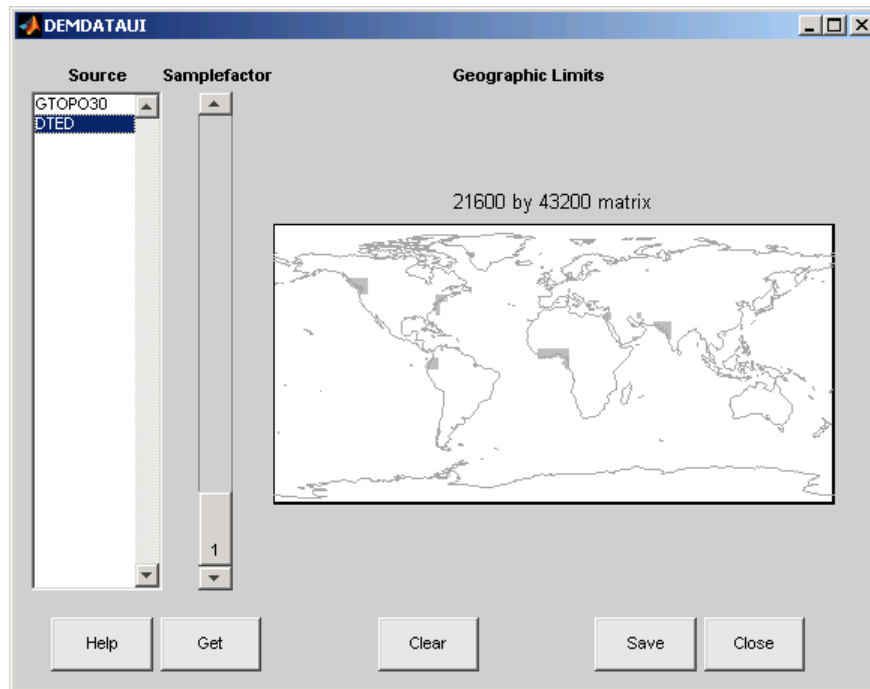 DEMDATAUI
Source
Samplefactor
Geographic Limits
GTOPO30
DTED
21600 by 43200 matrix
1
Help
Get
Clear
Save
Close